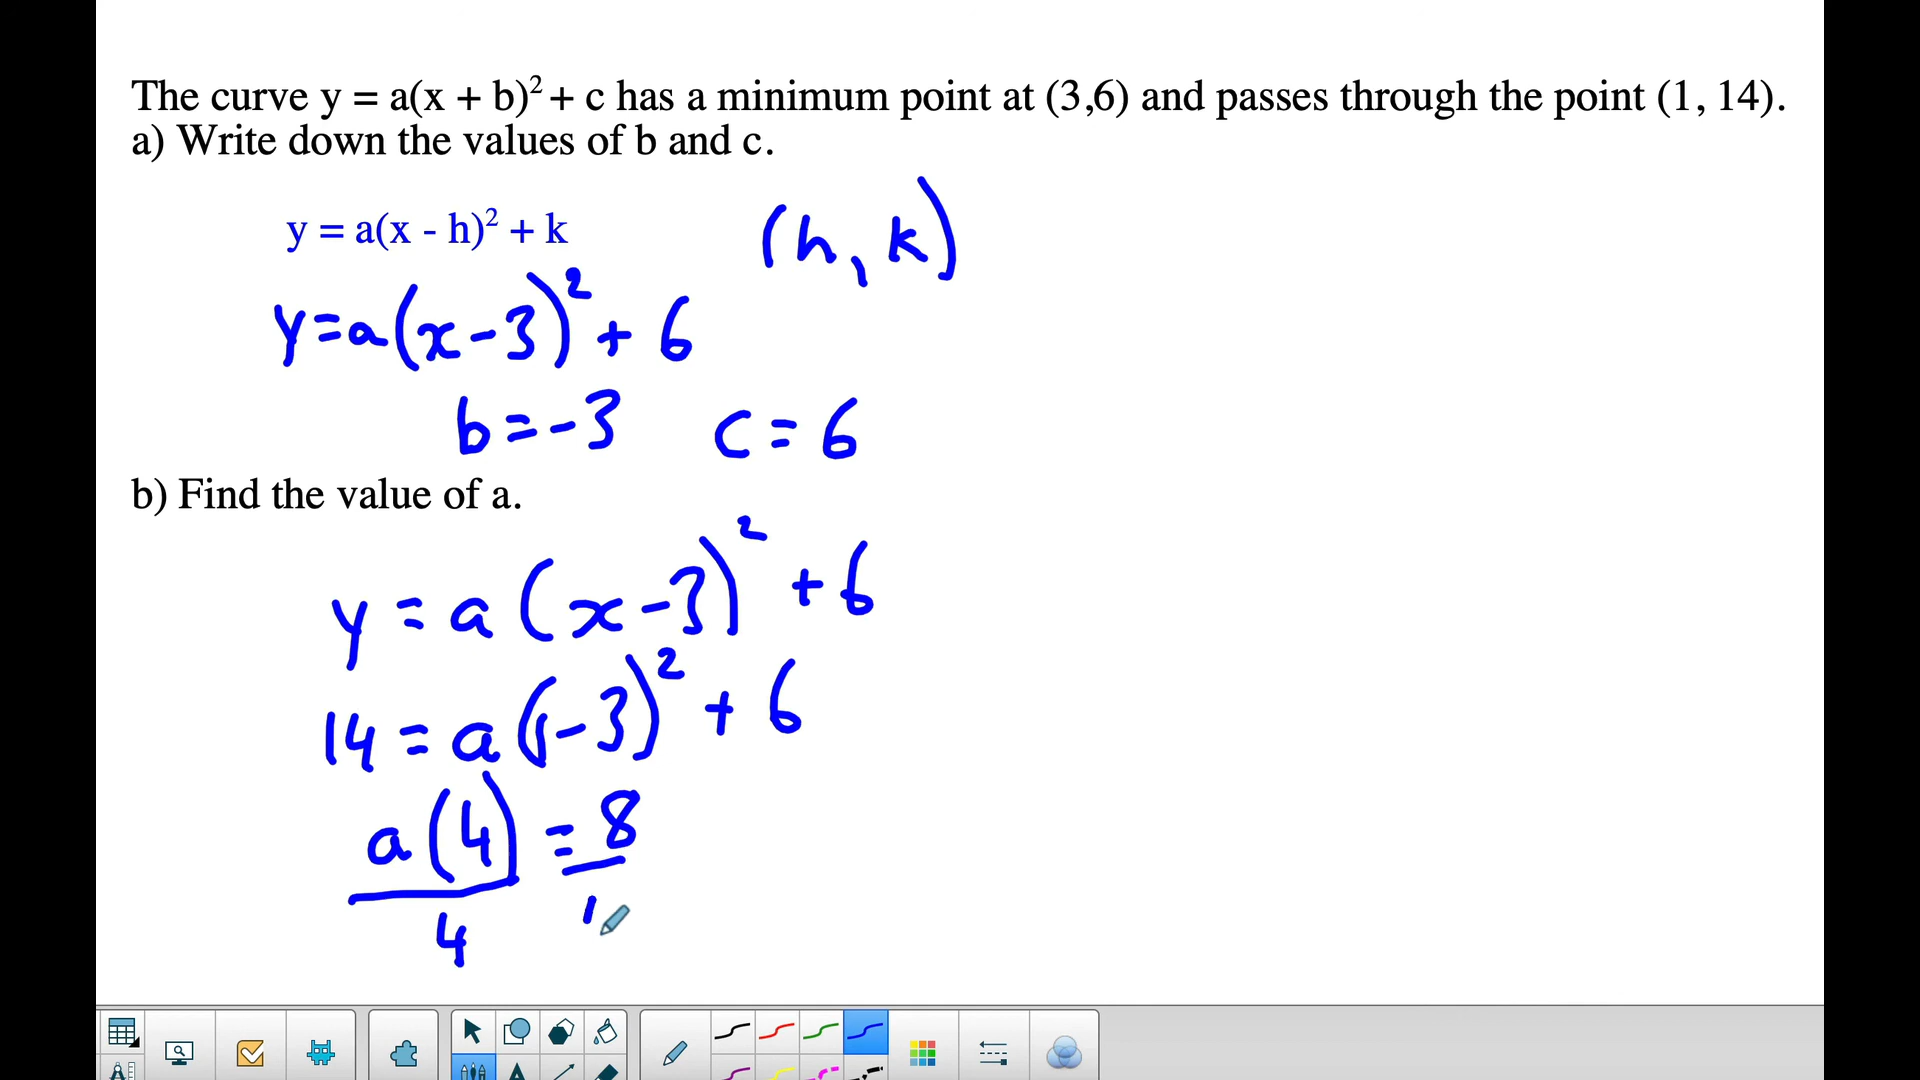 The curve y = a(x + b)² + c has a minimum point at (3,6) and passes through the point (1, 14).
a) Write down the values of b and c.
y = a(x - h)² + k (h, k)
y=a(x-3)² + 6
b=-3 c = 6
b) Find the value of a.
y = a (x-3)² + 6
14 = a(1-3)² + 6
a(4) = 8
4